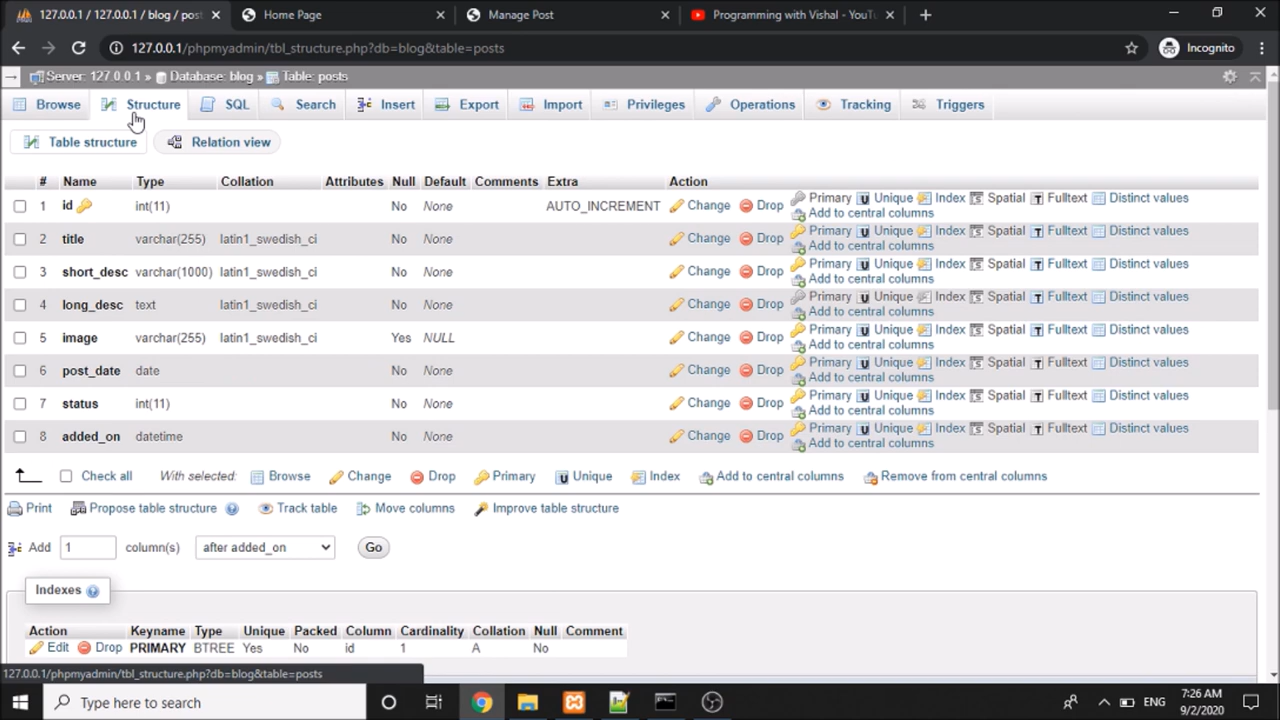 127.0.0.1 / 127.0.0.1 / blog / post
Home Page
Manage Post
Programming with Vishal - YouTu
127.0.0.1/phpmyadmin/tbl_structure.php?db=blog&table=posts
Incognito
Server: 127.0.0.1 » Database: blog » Table: posts
Browse Structure SQL Search Insert Export Import Privileges Operations Tracking Triggers
Table structure Relation view
# Name Type Collation Attributes Null Default Comments Extra Action
1 id int(11) No None AUTO_INCREMENT Change Drop Primary Unique Index Spatial Fulltext Distinct values
Add to central columns
2 title varchar(255) latin1_swedish_ci No None Change Drop Primary Unique Index Spatial Fulltext Distinct values
Add to central columns
3 short_desc varchar(1000) latin1_swedish_ci No None Change Drop Primary Unique Index Spatial Fulltext Distinct values
Add to central columns
4 long_desc text latin1_swedish_ci No None Change Drop Primary Unique Index Spatial Fulltext Distinct values
Add to central columns
5 image varchar(255) latin1_swedish_ci Yes NULL Change Drop Primary Unique Index Spatial Fulltext Distinct values
Add to central columns
6 post_date date No None Change Drop Primary Unique Index Spatial Fulltext Distinct values
Add to central columns
7 status int(11) No None Change Drop Primary Unique Index Spatial Fulltext Distinct values
Add to central columns
8 added_on datetime No None Change Drop Primary Unique Index Spatial Fulltext Distinct values
Add to central columns
Check all With selected: Browse Change Drop Primary Unique Index Add to central columns Remove from central columns
Print Propose table structure Track table Move columns Improve table structure
Add 1 column(s) after added_on Go
Indexes
Action Keyname Type Unique Packed Column Cardinality Collation Null Comment
Edit Drop PRIMARY BTREE Yes No id 1 A No
127.0.0.1/phpmyadmin/tbl_structure.php?db=blog&table=posts
Type here to search
ENG
7:26 AM
9/2/2020